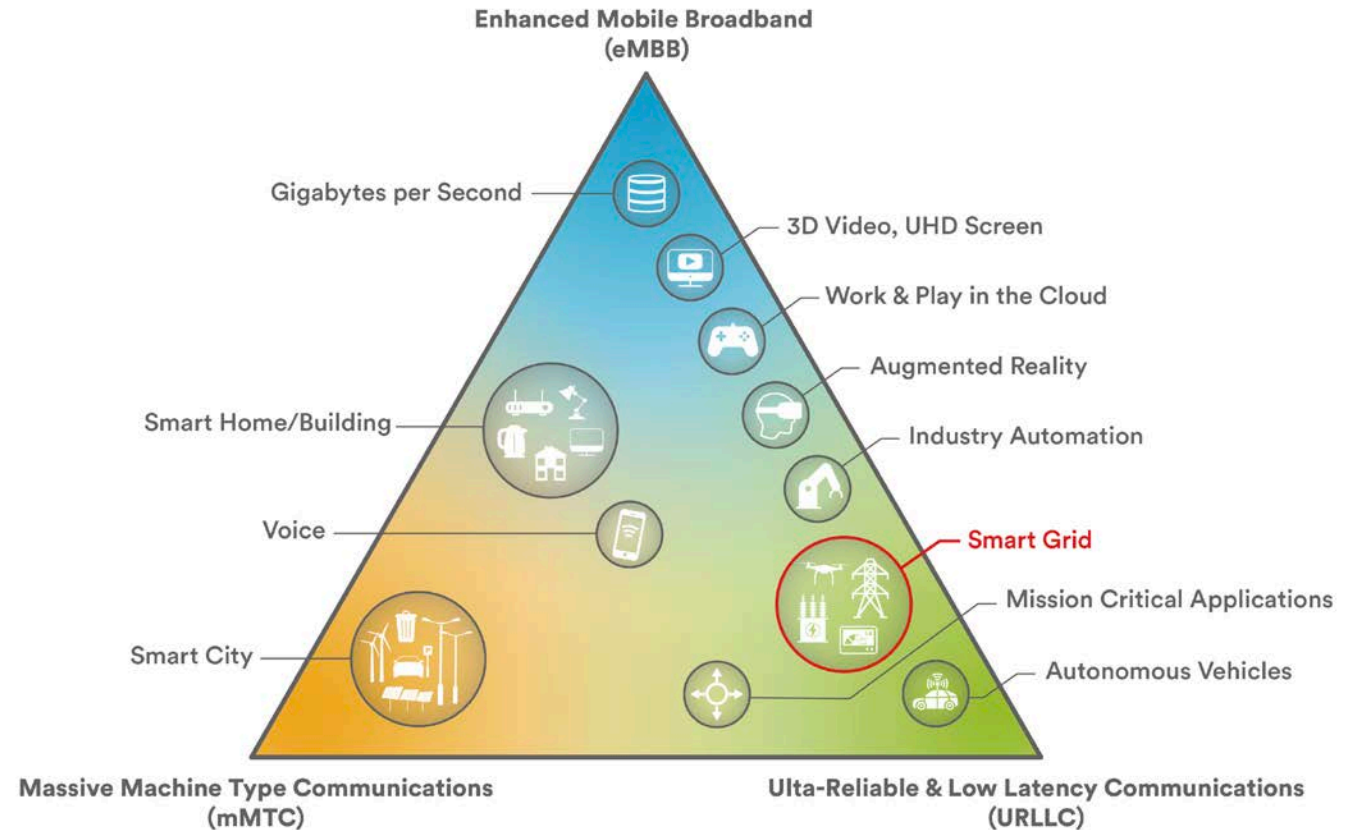 Enhanced Mobile Broadband
(eMBB)
Gigabytes per Second
3D Video, UHD Screen
Work & Play in the Cloud
Augmented Reality
Smart Home/Building
Industry Automation
Voice
Smart Grid
Mission Critical Applications
Smart City
Autonomous Vehicles
Massive Machine Type Communications
(mMTC)
Ulta-Reliable & Low Latency Communications
(URLLC)